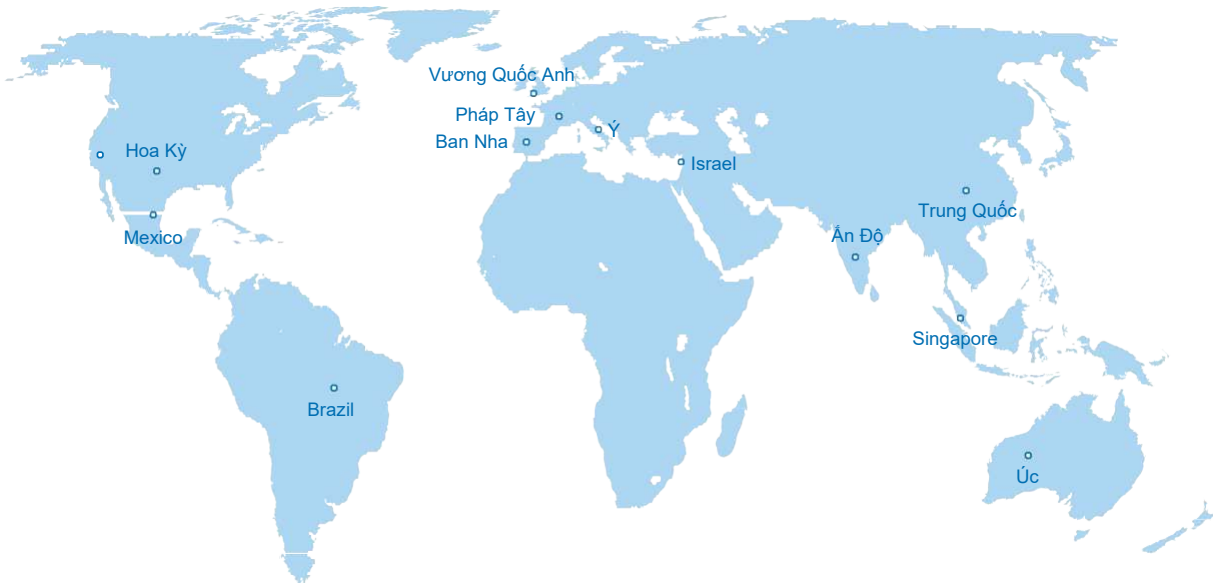 Vương Quốc Anh
Pháp Tây
Ý
Ban Nha
Hoa Kỳ
Israel
Trung Quốc
Mexico
Ấn Độ
Singapore
Brazil
Úc